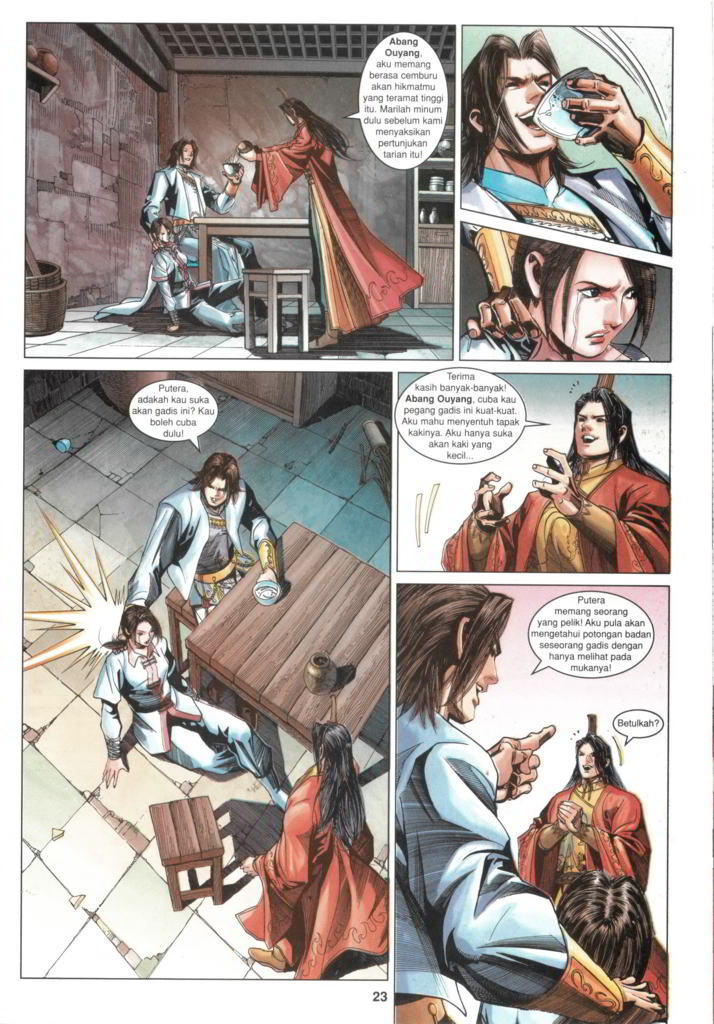 Abang
Ouyang,
aku memang
berasa cemburu
akan hikmatmu
yang teramat tinggi
itu. Marilah minum
dulu sebelum kami
menyaksikan
pertunjukan
tarian itu!
Putera,
adakah kau suka
akan gadis ini? Kau
boleh cuba
dulu!
Terima
kasih banyak-banyak!
Abang Ouyang, cuba kau
pegang gadis ini kuat-kuat.
Aku mahu menyentuh tapak
kakinya. Aku hanya suka
akan kaki yang
kecil...
Putera
memang seorang
yang pelik! Aku pula akan
mengetahui potongan badan
seseorang gadis dengan
hanya melihat pada
mukanya!
Betulkah?
23